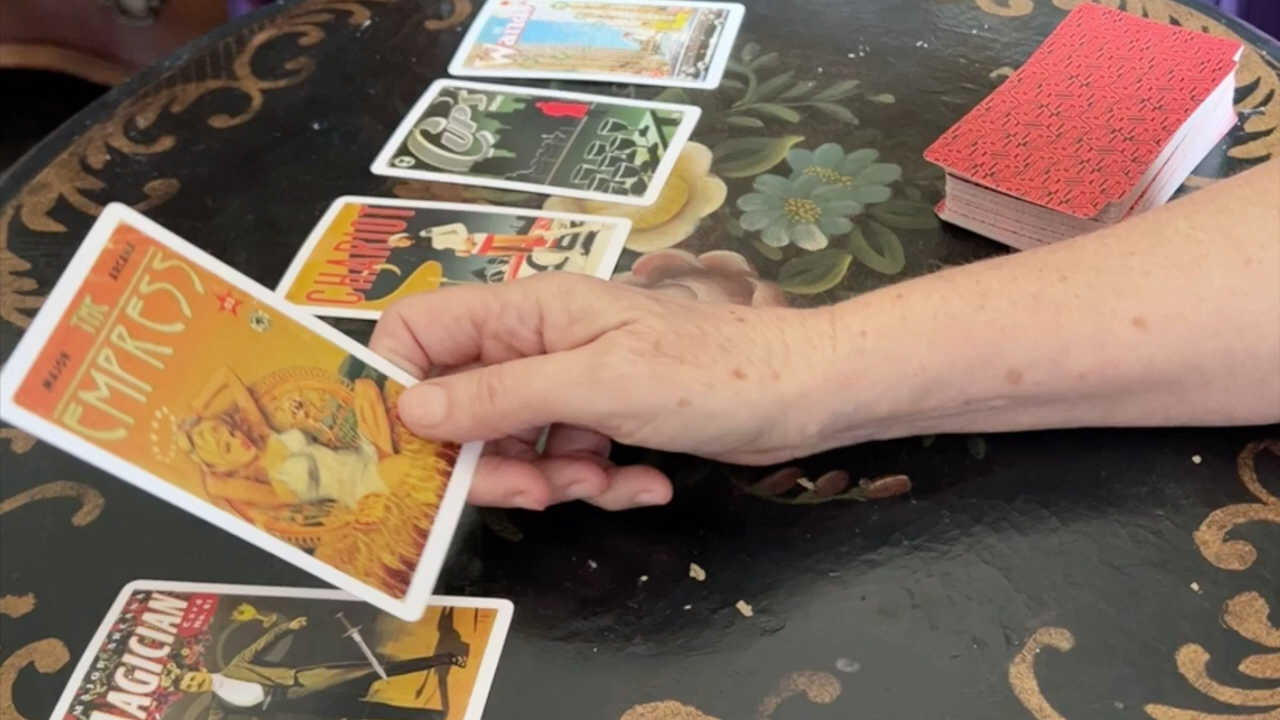 Wands
Cups
CHARIOT
MAJOR ARCANA
THE
EMPRESS
MAGICIAN